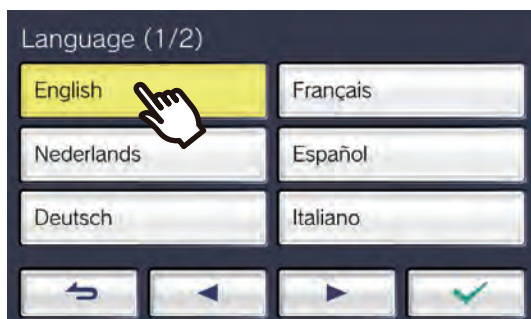 Language (1/2)
English
Français
Nederlands
Español
Deutsch
Italiano